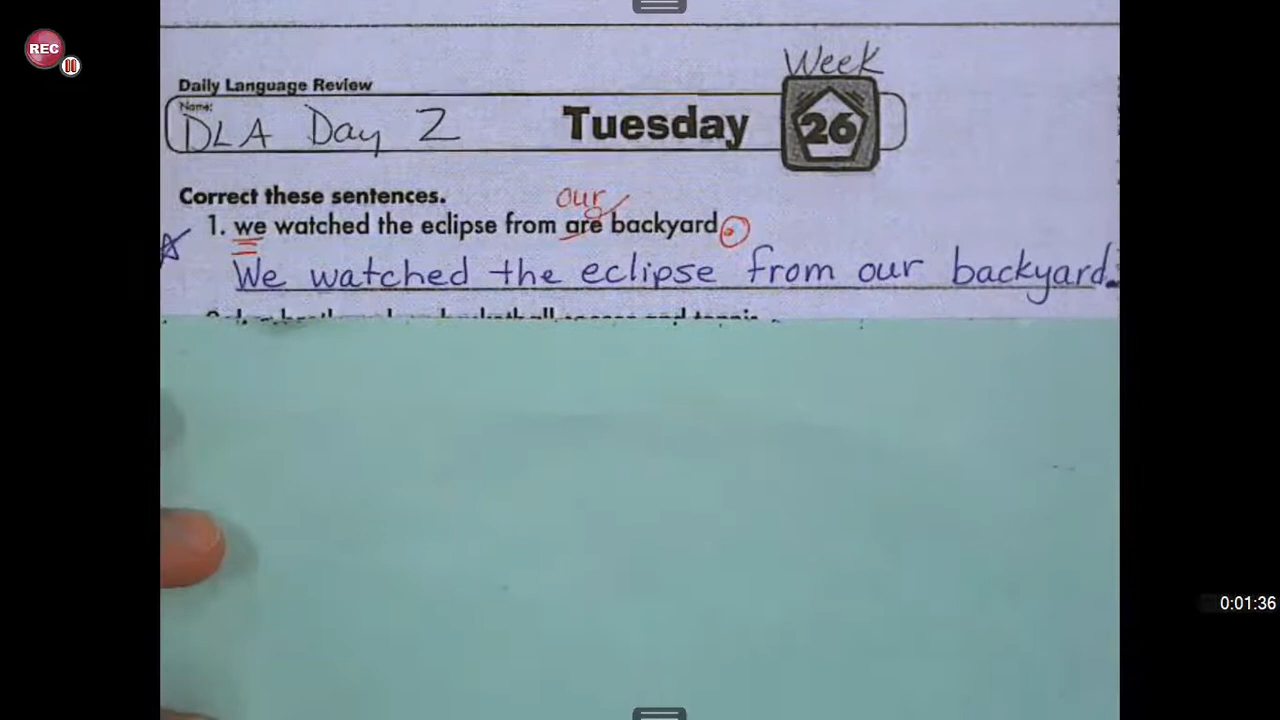 REC
Week
Daily Language Review
Name:
DLA Day 2 Tuesday 26
Correct these sentences.
our
1. we watched the eclipse from are backyard.
We watched the eclipse from our backyard.
0:01:36